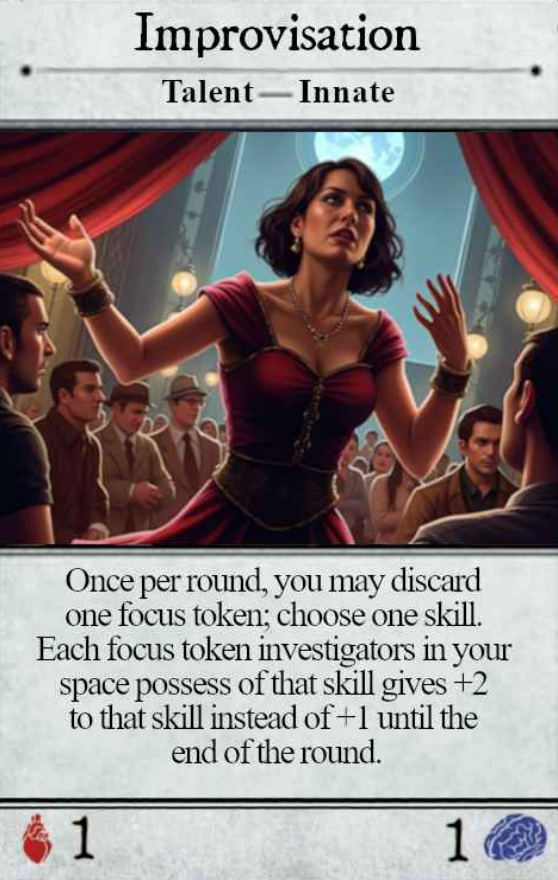 Improvisation
Talent — Innate
Once per round, you may discard
one focus token; choose one skill.
Each focus token investigators in your
space possess of that skill gives +2
to that skill instead of +1 until the
end of the round.
1 1